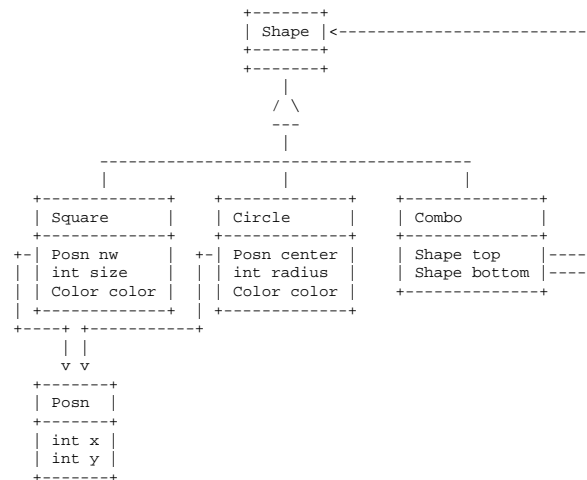 Shape
Square Circle Combo
Posn nw Posn center Shape top
int size int radius Shape bottom
Color color Color color
v v
Posn
int x
int y